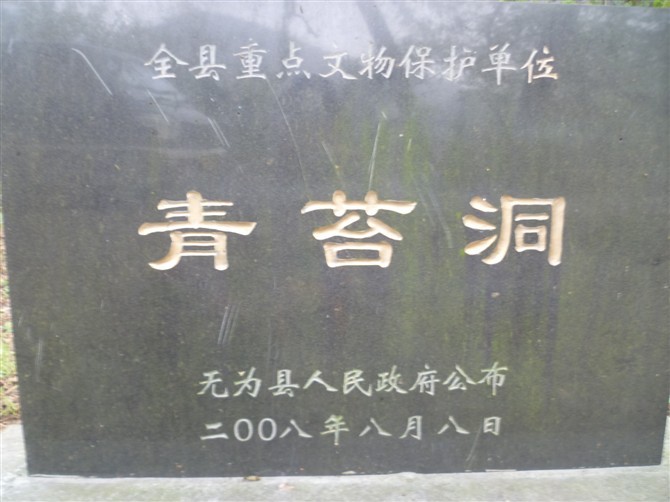 全县重点文物保护单位
青苔洞
无为县人民政府公布
二00八年八月八日